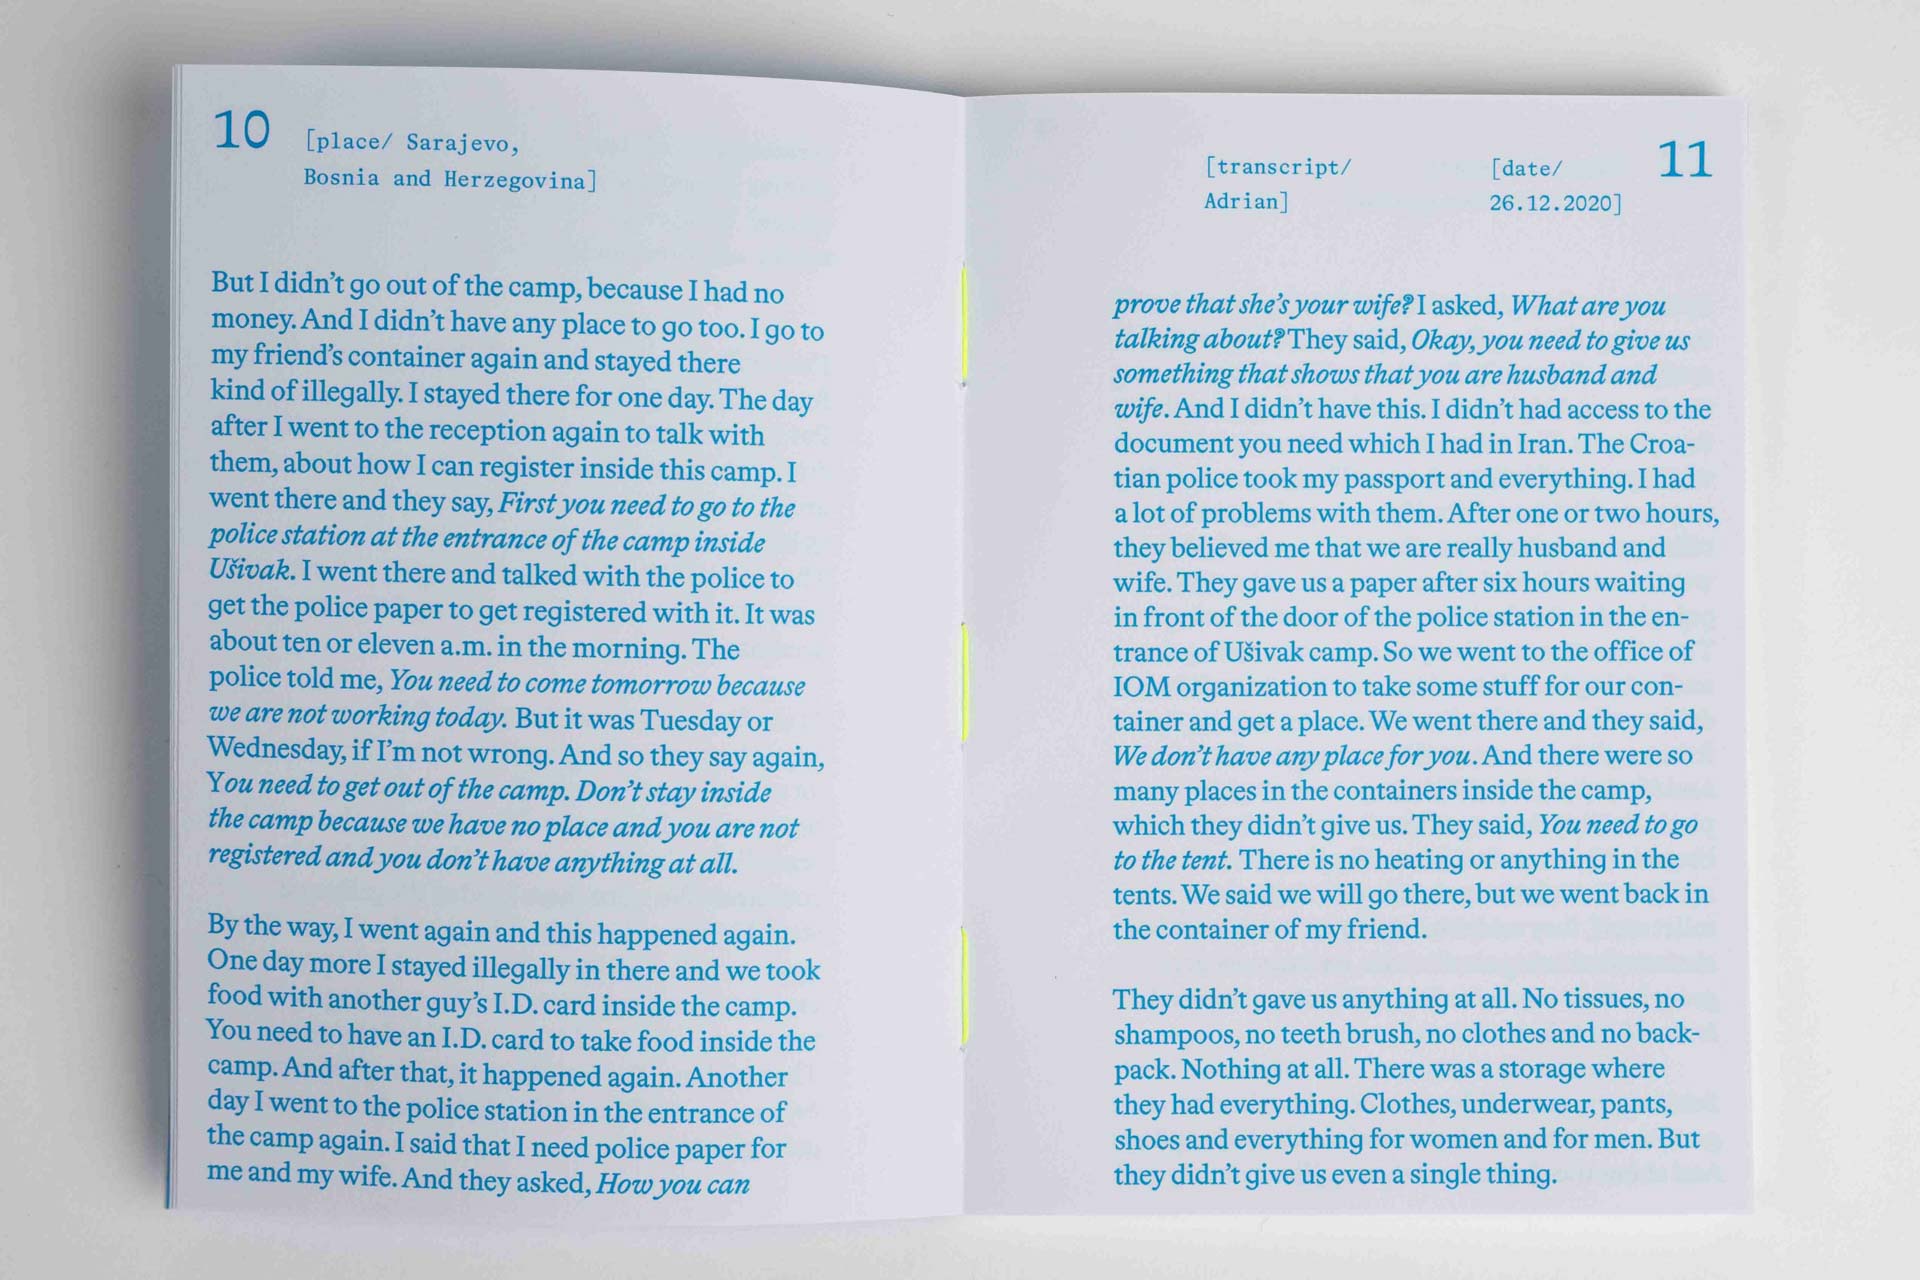 10
[place/ Sarajevo,
Bosnia and Herzegovina]
But I didn’t go out of the camp, because I had no
money. And I didn’t have any place to go too. I go to
my friend’s container again and stayed there
kind of illegally. I stayed there for one day. The day
after I went to the reception again to talk with
them, about how I can register inside this camp. I
went there and they say, First you need to go to the
police station at the entrance of the camp inside
Ušivak. I went there and talked with the police to
get the police paper to get registered with it. It was
about ten or eleven a.m. in the morning. The
police told me, You need to come tomorrow because
we are not working today. But it was Tuesday or
Wednesday, if I’m not wrong. And so they say again,
You need to get out of the camp. Don’t stay inside
the camp because we have no place and you are not
registered and you don’t have anything at all.
By the way, I went again and this happened again.
One day more I stayed illegally in there and we took
food with another guy’s I.D. card inside the camp.
You need to have an I.D. card to take food inside the
camp. And after that, it happened again. Another
day I went to the police station in the entrance of
the camp again. I said that I need police paper for
me and my wife. And they asked, How you can
[transcript/
Adrian]
[date/
26.12.2020]
11
prove that she’s your wife? I asked, What are you
talking about? They said, Okay, you need to give us
something that shows that you are husband and
wife. And I didn’t have this. I didn’t had access to the
document you need which I had in Iran. The Croa-
tian police took my passport and everything. I had
a lot of problems with them. After one or two hours,
they believed me that we are really husband and
wife. They gave us a paper after six hours waiting
in front of the door of the police station in the en-
trance of Ušivak camp. So we went to the office of
IOM organization to take some stuff for our con-
tainer and get a place. We went there and they said,
We don’t have any place for you. And there were so
many places in the containers inside the camp,
which they didn’t give us. They said, You need to go
to the tent. There is no heating or anything in the
tents. We said we will go there, but we went back in
the container of my friend.
They didn’t gave us anything at all. No tissues, no
shampoos, no teeth brush, no clothes and no back-
pack. Nothing at all. There was a storage where
they had everything. Clothes, underwear, pants,
shoes and everything for women and for men. But
they didn’t give us even a single thing.